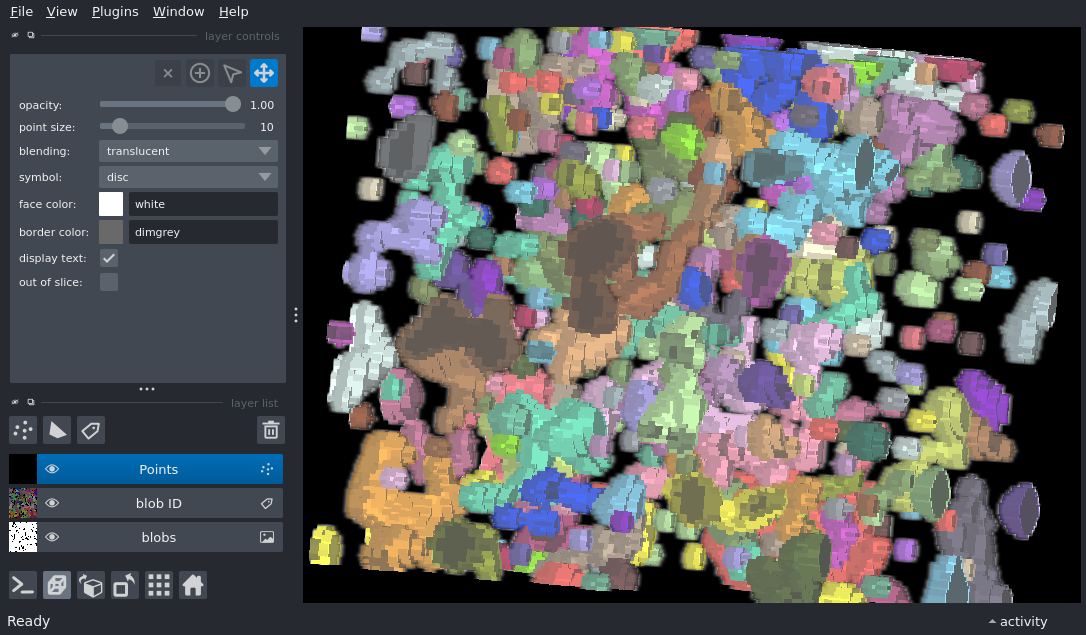 File View Plugins Window Help
layer controls
opacity: 1.00
point size: 10
blending: translucent
symbol: disc
face color: white
border color: dimgrey
display text:
out of slice:
layer list
Points
blob ID
blobs
Ready
activity